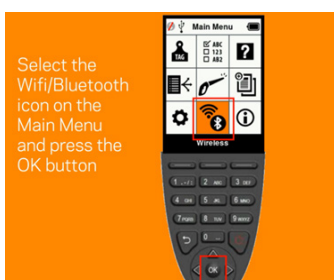 Main Menu
TAG
ABC
123
AB2
?
Select the
Wifi/Bluetooth
icon on the
Main Menu
and press the
OK button
Wireless
1
2 ABC
3 DEF
4 GHI
5 JKL
6 MNO
7 PQRS
8 TUV
9 WXYZ
0
OK